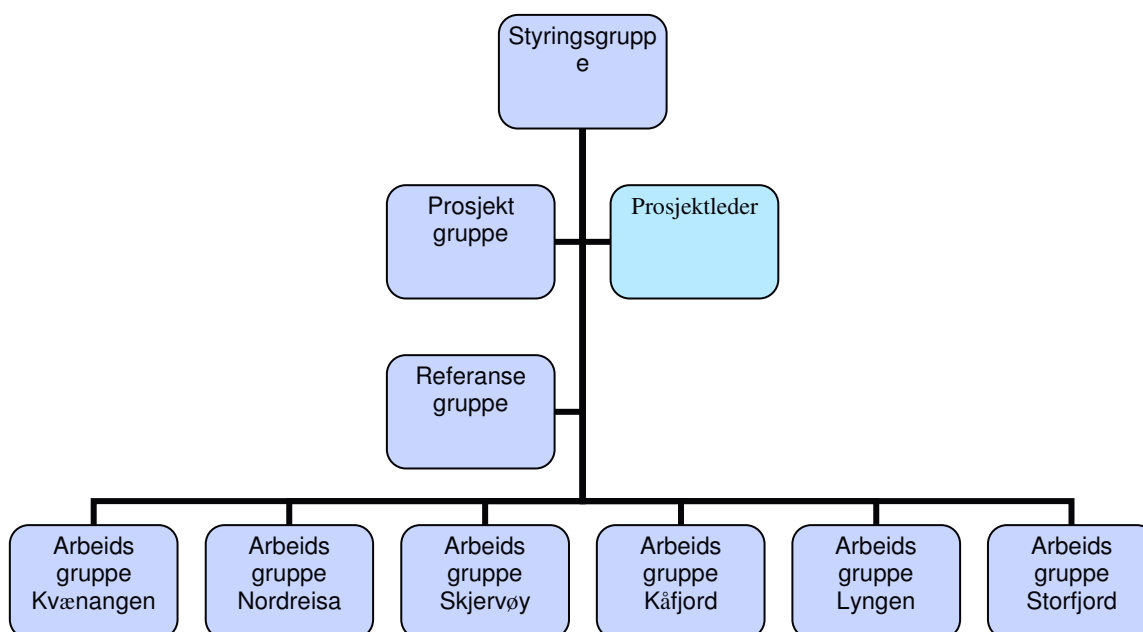 Styringsgrupp
e
Prosjekt
gruppe
Prosjektleder
Referanse
gruppe
Arbeids
gruppe
Kvænangen
Arbeids
gruppe
Nordreisa
Arbeids
gruppe
Skjervøy
Arbeids
gruppe
Kåfjord
Arbeids
gruppe
Lyngen
Arbeids
gruppe
Storfjord